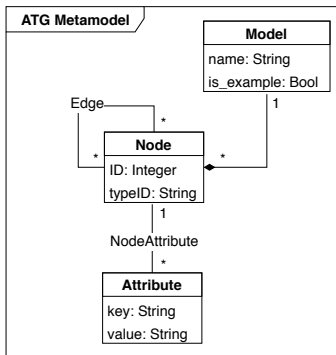 ATG Metamodel
Model
name: String
is_example: Bool
1
Edge
*
*
Node
*
ID: Integer
typeID: String
1
NodeAttribute
*
Attribute
key: String
value: String